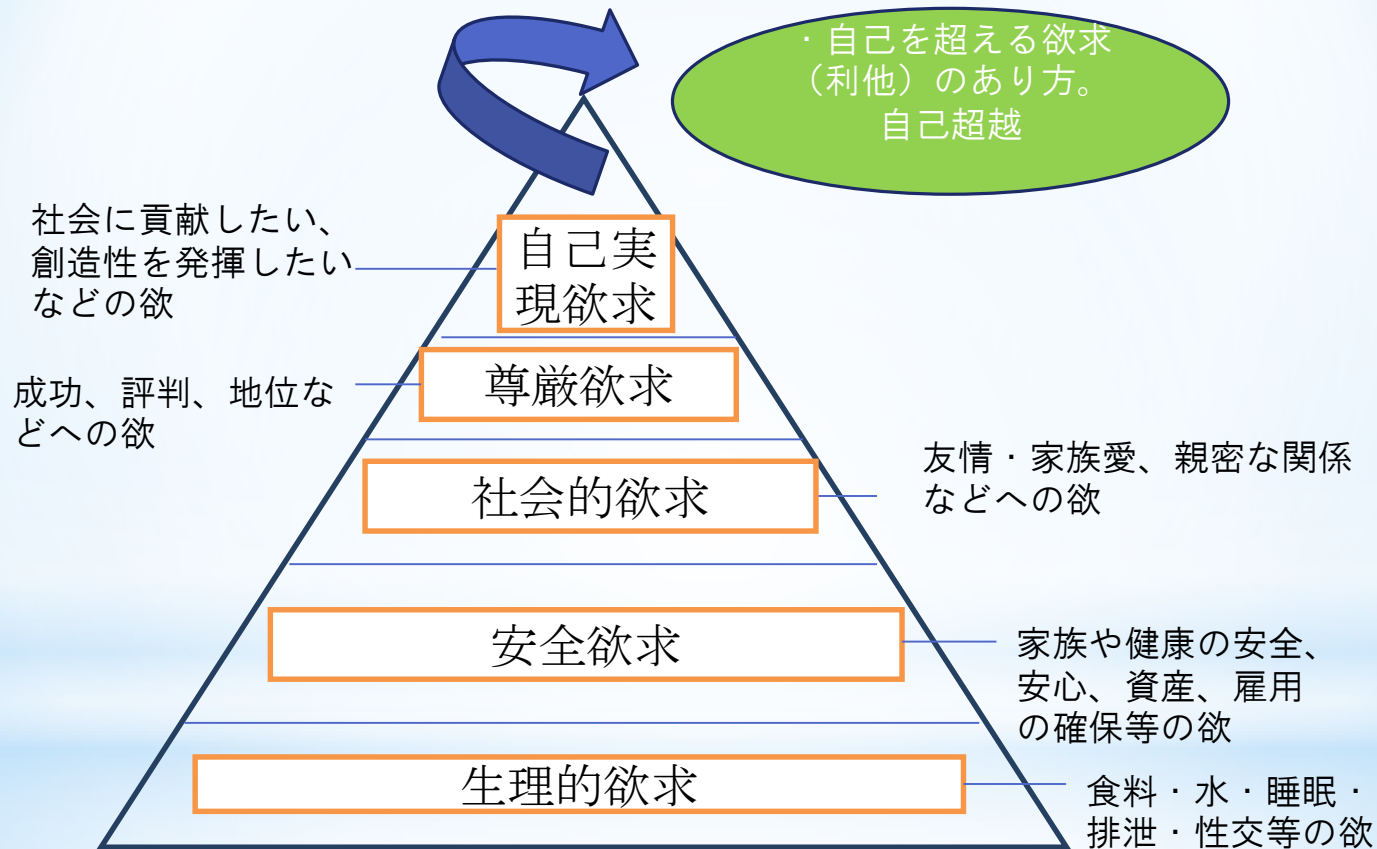 ・自己を超える欲求
（利他）のあり方。
自己超越
社会に貢献したい、
創造性を発揮したい
などの欲
自己実
現欲求
成功、評判、地位な
どへの欲
尊厳欲求
社会的欲求
友情・家族愛、親密な関係
などへの欲
安全欲求
家族や健康の安全、
安心、資産、雇用
の確保等の欲
生理的欲求
食料・水・睡眠・
排泄・性交等の欲